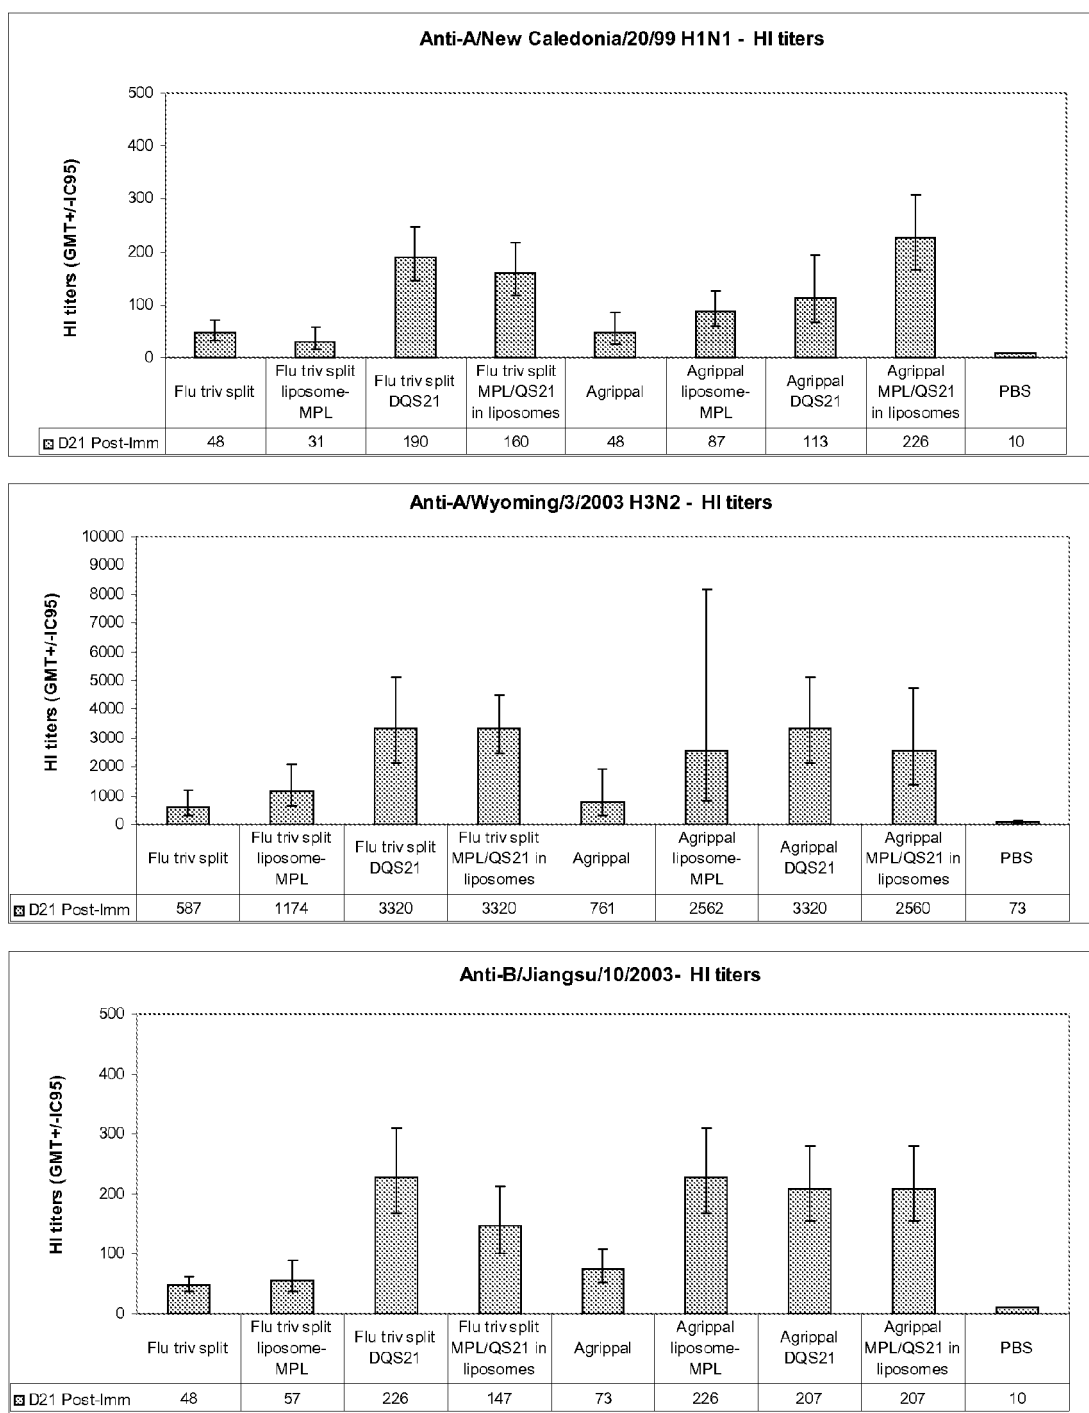 Anti-A/New Caledonia/20/99 H1N1 - HI titers
HI titers (GMT+/-IC95)
500
400
300
200
100
0
Flu triv split
Flu triv split liposome-MPL
Flu triv split DQS21
Flu triv split MPL/QS21 in liposomes
Agrippal
Agrippal liposome-MPL
Agrippal DQS21
Agrippal MPL/QS21 in liposomes
PBS
D21 Post-Imm 48 31 190 160 48 87 113 226 10
Anti-A/Wyoming/3/2003 H3N2 - HI titers
HI titers (GMT+/-IC95)
10000
9000
8000
7000
6000
5000
4000
3000
2000
1000
0
Flu triv split
Flu triv split liposome-MPL
Flu triv split DQS21
Flu triv split MPL/QS21 in liposomes
Agrippal
Agrippal liposome-MPL
Agrippal DQS21
Agrippal MPL/QS21 in liposomes
PBS
D21 Post-Imm 587 1174 3320 3320 761 2562 3320 2560 73
Anti-B/Jiangsu/10/2003- HI titers
HI titers (GMT+/-IC95)
500
400
300
200
100
0
Flu triv split
Flu triv split liposome-MPL
Flu triv split DQS21
Flu triv split MPL/QS21 in liposomes
Agrippal
Agrippal liposome-MPL
Agrippal DQS21
Agrippal MPL/QS21 in liposomes
PBS
D21 Post-Imm 48 57 226 147 73 226 207 207 10